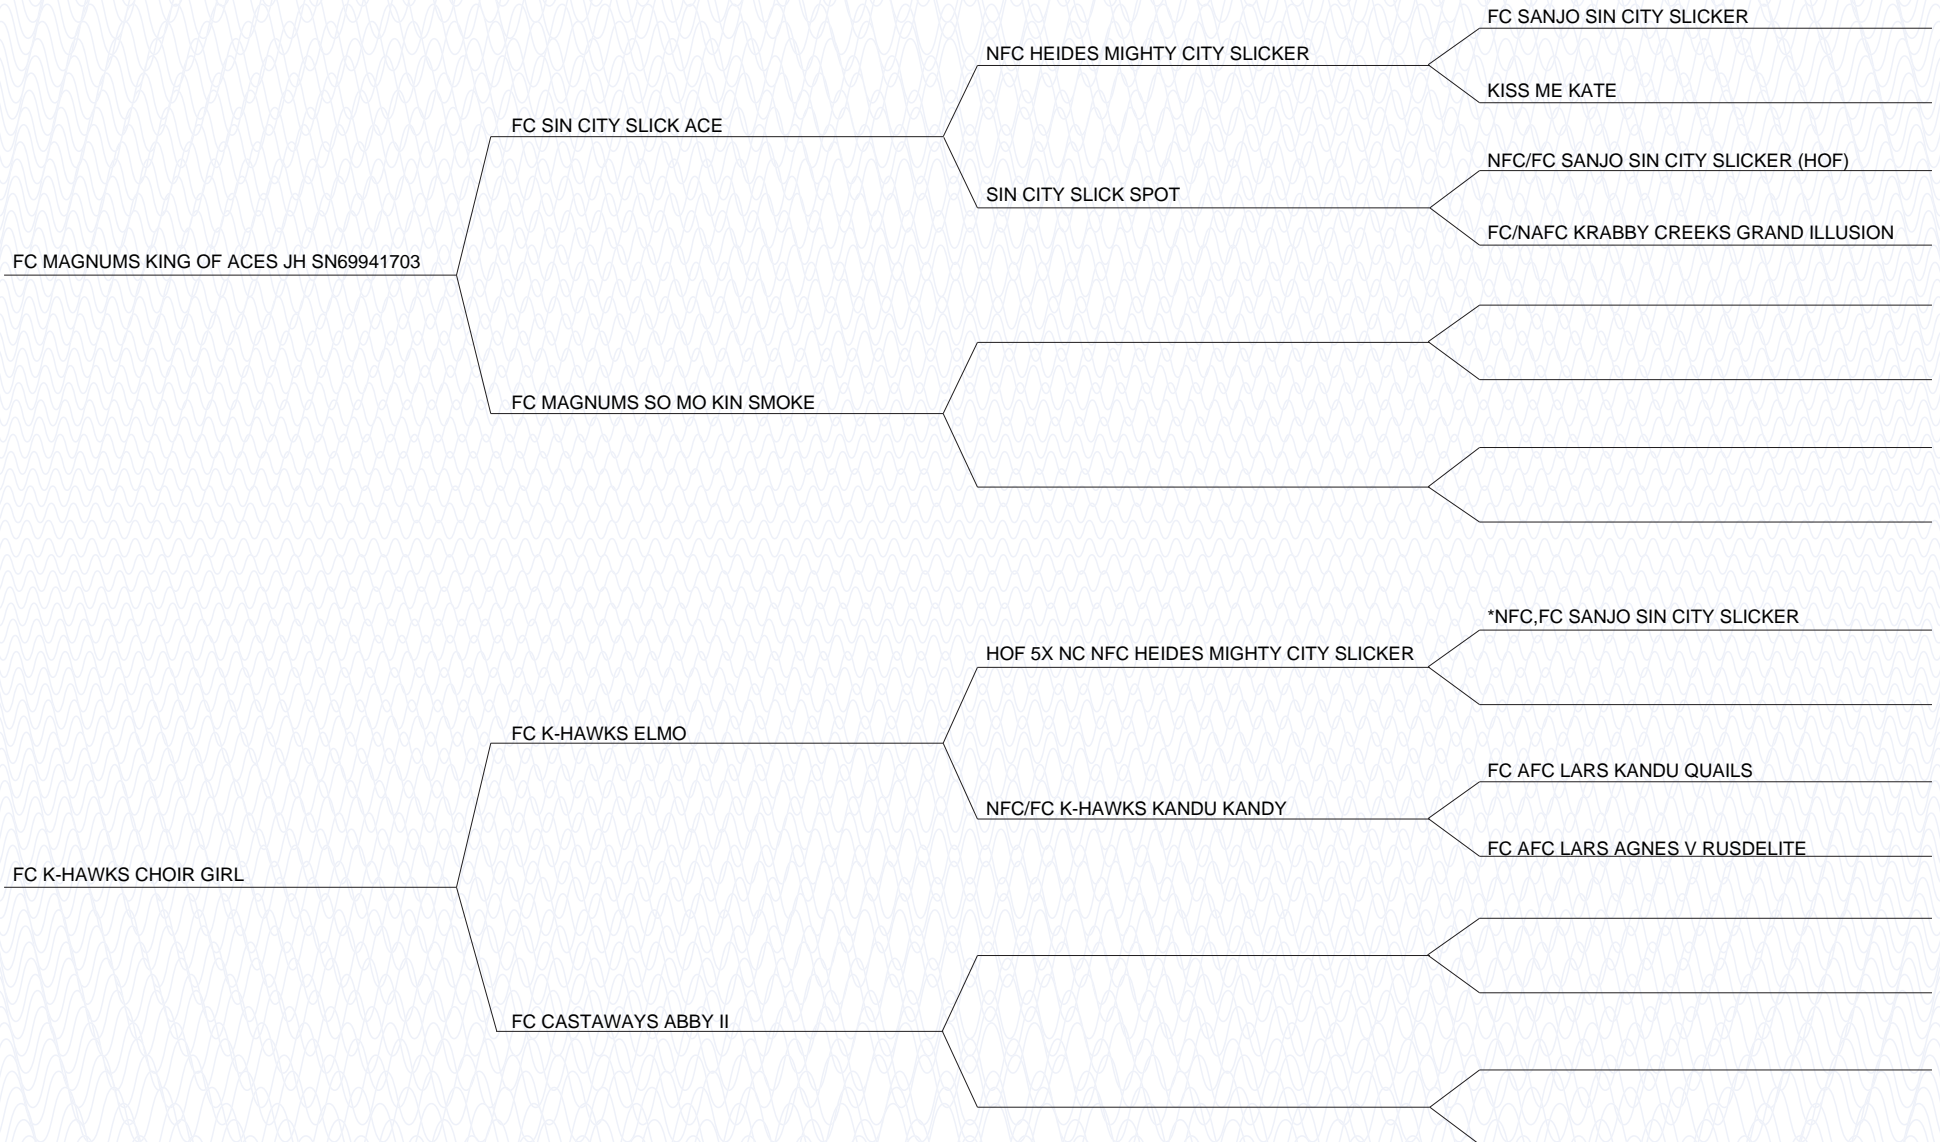 FC SANJO SIN CITY SLICKER
NFC HEIDES MIGHTY CITY SLICKER
KISS ME KATE
FC SIN CITY SLICK ACE
NFC/FC SANJO SIN CITY SLICKER (HOF)
SIN CITY SLICK SPOT
FC/NAFC KRABBY CREEKS GRAND ILLUSION
FC MAGNUMS KING OF ACES JH SN69941703
FC MAGNUMS SO MO KIN SMOKE
*NFC,FC SANJO SIN CITY SLICKER
HOF 5X NC NFC HEIDES MIGHTY CITY SLICKER
FC K-HAWKS ELMO
FC AFC LARS KANDU QUAILS
NFC/FC K-HAWKS KANDU KANDY
FC AFC LARS AGNES V RUSDELITE
FC K-HAWKS CHOIR GIRL
FC CASTAWAYS ABBY II